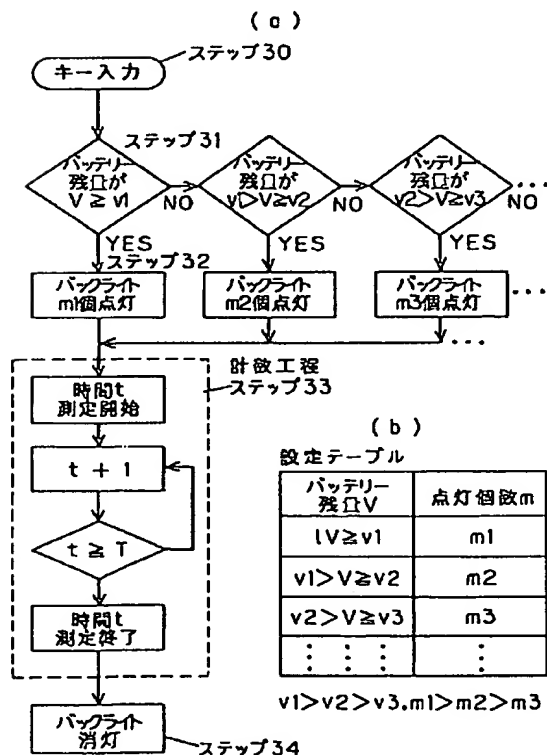 (a)
ステップ30
キー入力
ステップ31
バッテリー
残量が
V ≧ v1
NO
バッテリー
残量が
v1>V≧v2
NO
バッテリー
残量が
v2>V≧v3
NO
...
YES
YES
YES
ステップ32
バックライト
m1個点灯
バックライト
m2個点灯
バックライト
m3個点灯
...
...
計数工程
ステップ33
時間t
測定開始
t + 1
t ≧ T
時間t
測定終了
バックライト
消灯
ステップ34
(b)
設定テーブル
バッテリー
残量V
点灯個数m
lV≧v1
m1
v1>V≧v2
m2
v2>V≧v3
m3
v1>v2>v3.m1>m2>m3